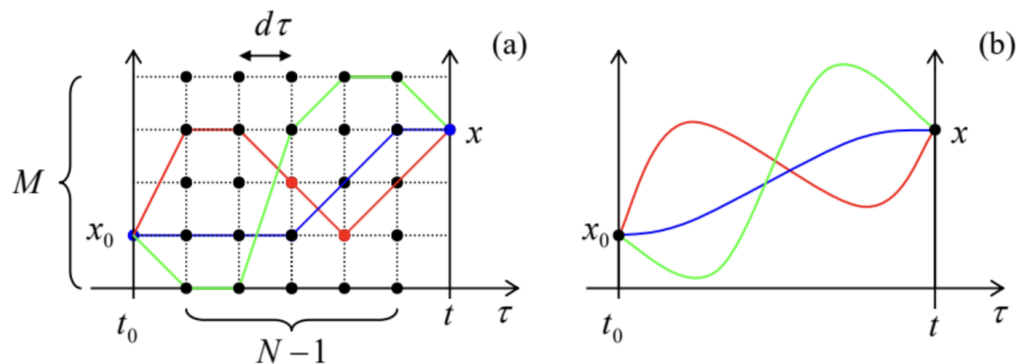 dτ
(a)
(b)
M
x
x
x₀
x₀
t₀
t
τ
t₀
t
τ
N − 1